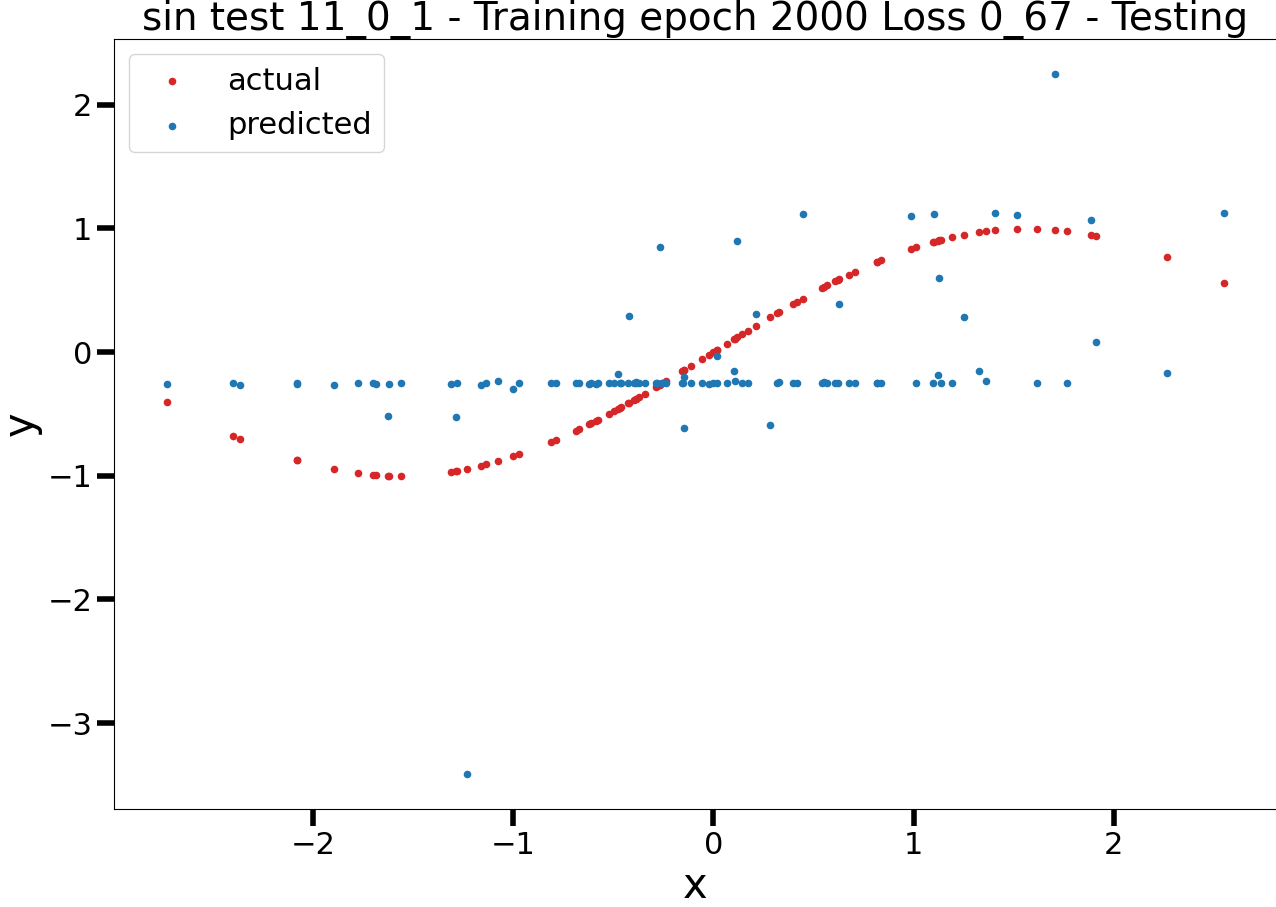 sin test 11_0_1 - Training epoch 2000 Loss 0_67 - Testing
actual
predicted
2
1
0
−1
−2
−3
y
−2
−1
0
1
2
x